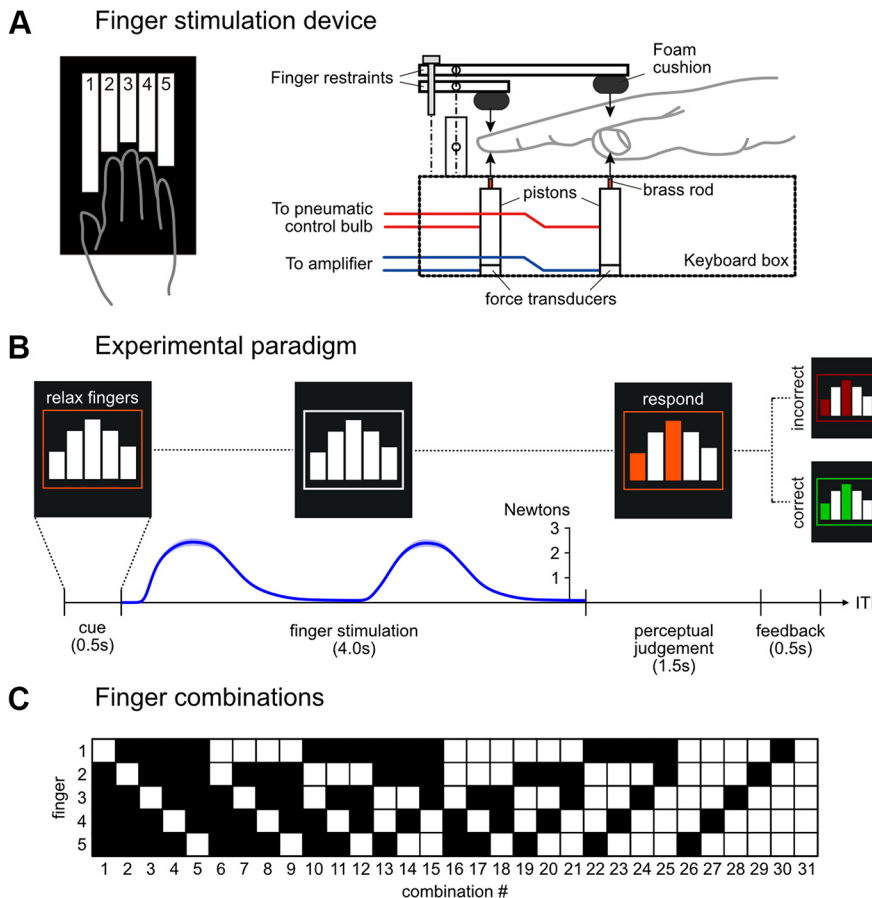 A Finger stimulation device
1 2 3 4 5
Finger restraints
Foam
cushion
pistons
brass rod
To pneumatic
control bulb
To amplifier
Keyboard box
force transducers
B Experimental paradigm
relax fingers
respond
incorrect
correct
Newtons
3
2
1
cue
(0.5s)
finger stimulation
(4.0s)
perceptual
judgement
(1.5s)
feedback
(0.5s)
C Finger combinations
finger
1
2
3
4
5
1 2 3 4 5 6 7 8 9 10 11 12 13 14 15 16 17 18 19 20 21 22 23 24 25 26 27 28 29 30 31
combination #